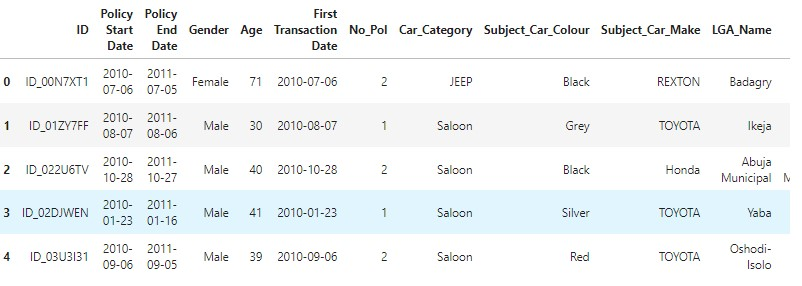 ID Policy Start Date Policy End Date Gender Age First Transaction Date No_Pol Car_Category Subject_Car_Colour Subject_Car_Make LGA_Name
0 ID_00N7XT1 2010-07-06 2011-07-05 Female 71 2010-07-06 2 JEEP Black REXTON Badagry
1 ID_01ZY7FF 2010-08-07 2011-08-06 Male 30 2010-08-07 1 Saloon Grey TOYOTA Ikeja
2 ID_022U6TV 2010-10-28 2011-10-27 Male 40 2010-10-28 2 Saloon Black Honda Abuja Municipal
3 ID_02DJWEN 2010-01-23 2011-01-16 Male 41 2010-01-23 1 Saloon Silver TOYOTA Yaba
4 ID_03U3I31 2010-09-06 2011-09-05 Male 39 2010-09-06 2 Saloon Red TOYOTA Oshodi-Isolo